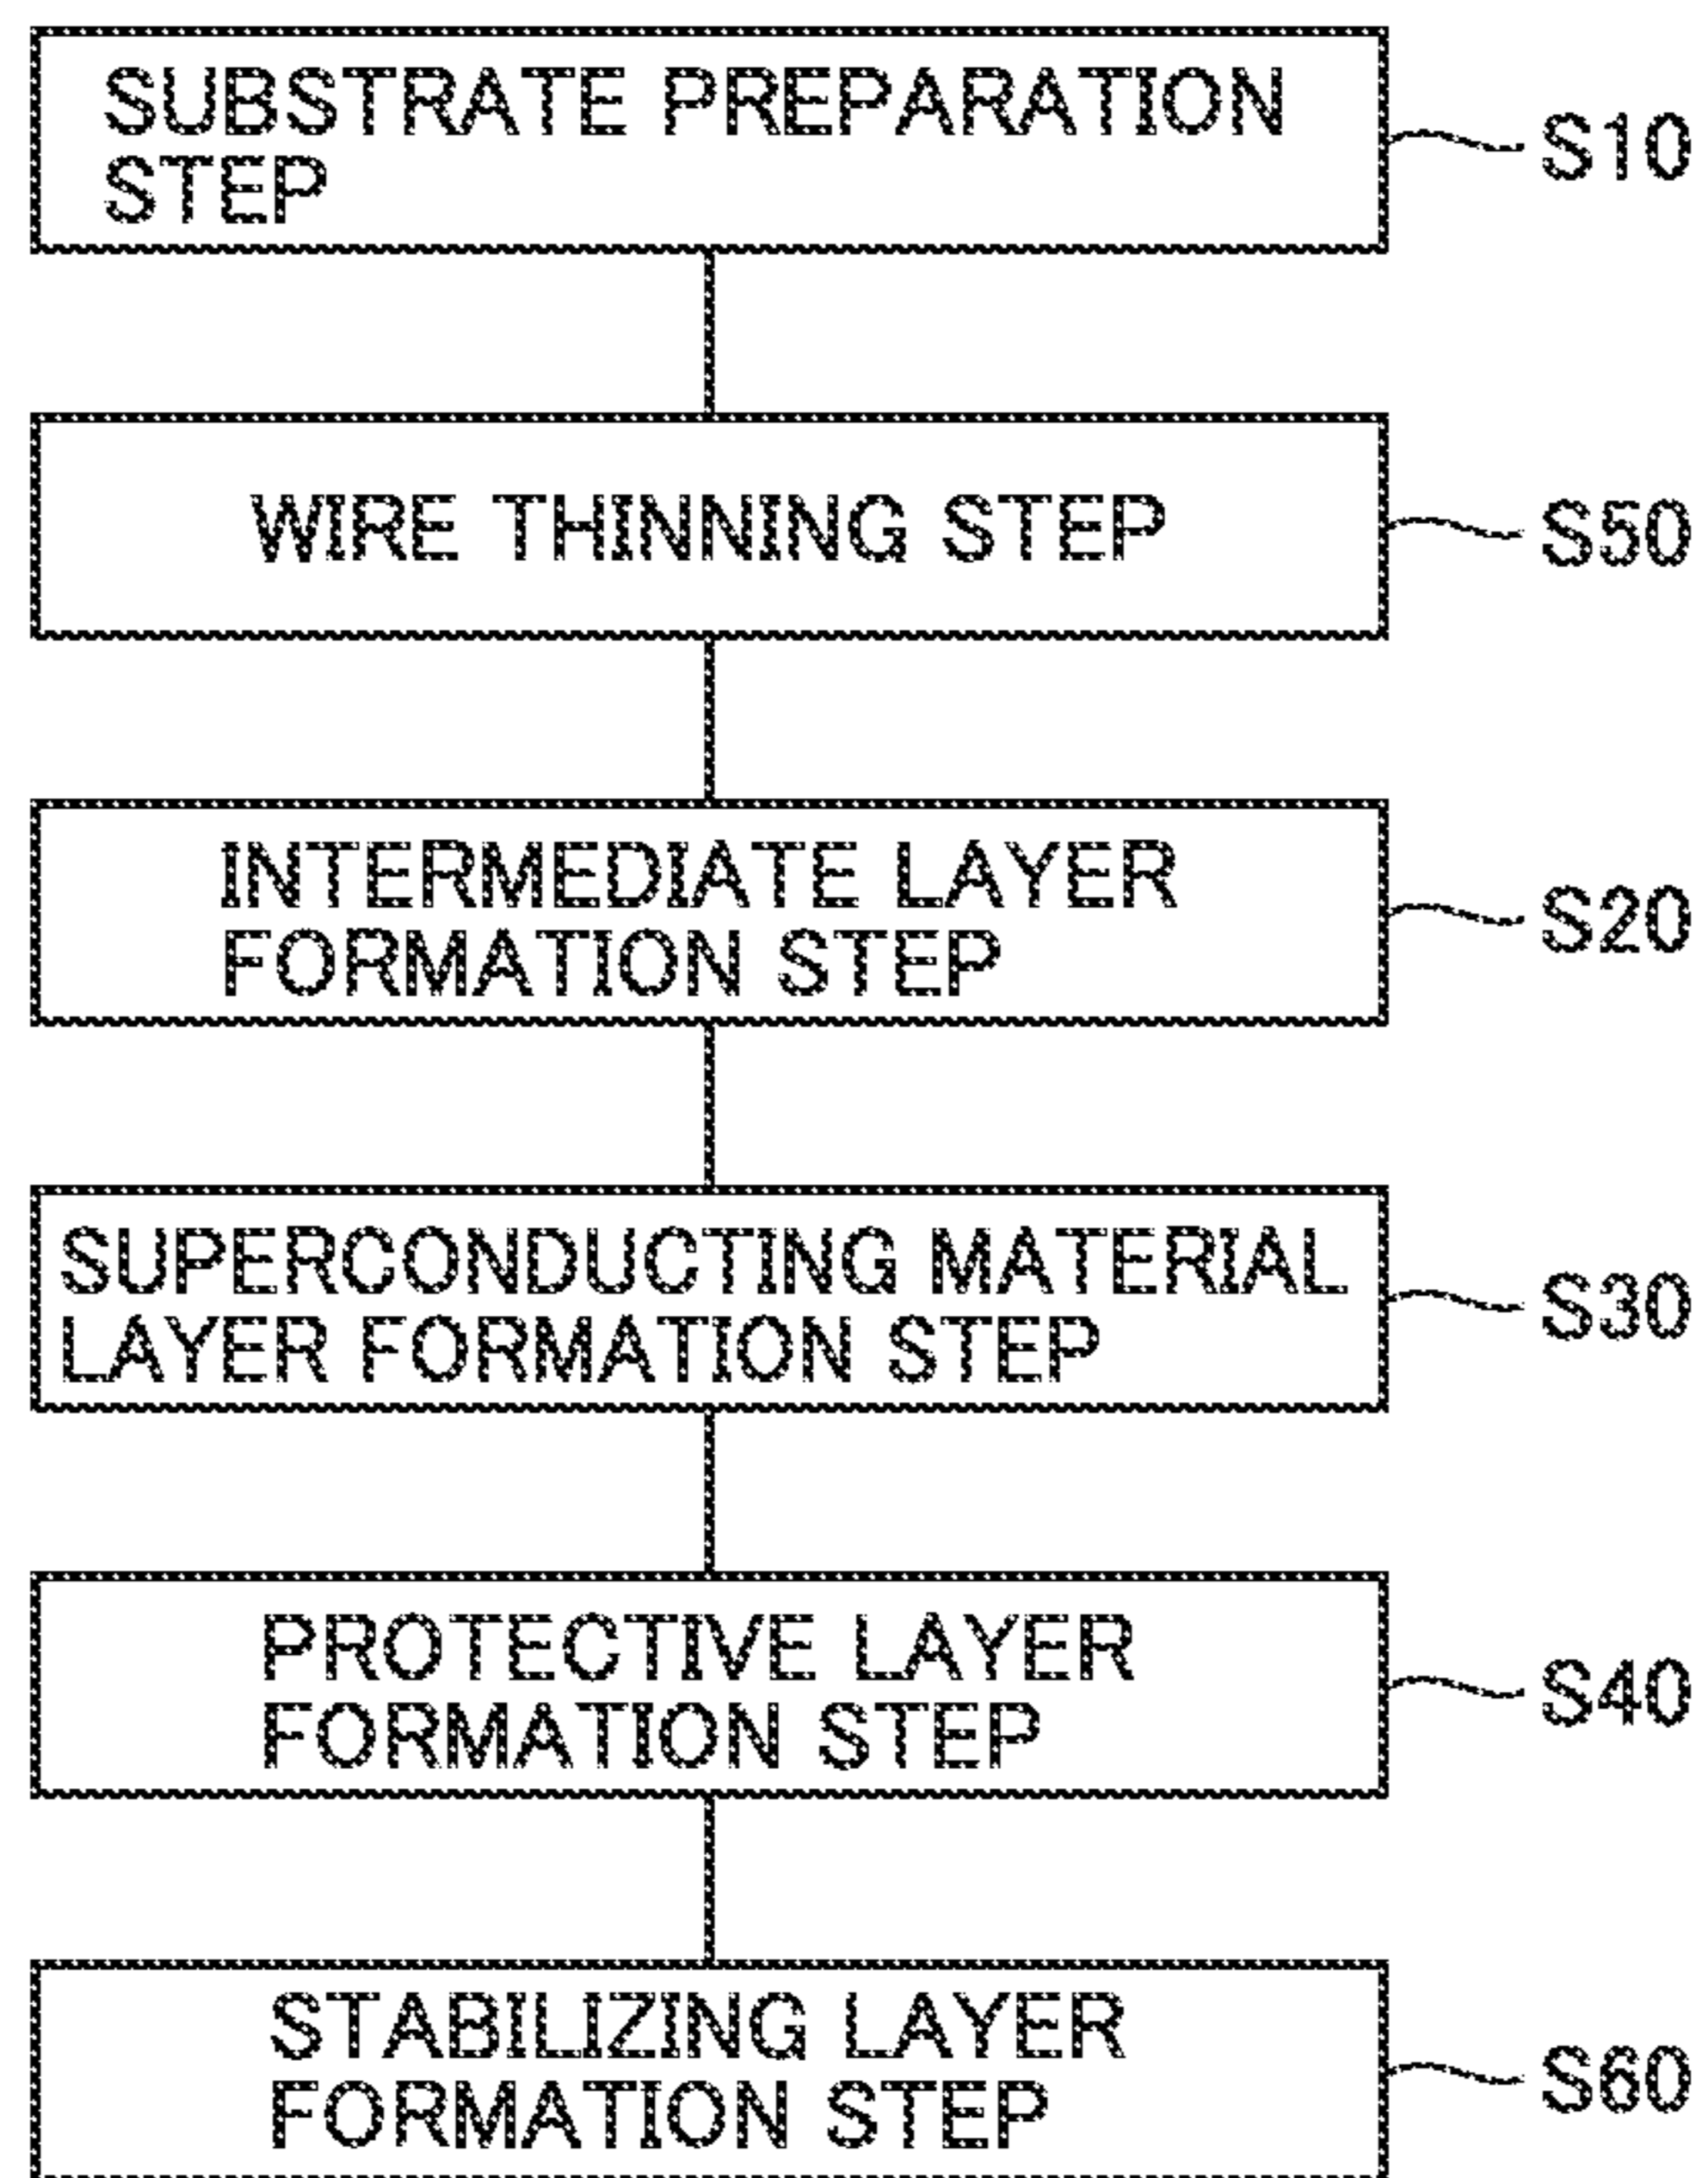 SUBSTRATE PREPARATION
STEP
S10
WIRE THINNING STEP
S50
INTERMEDIATE LAYER
FORMATION STEP
S20
SUPERCONDUCTING MATERIAL
LAYER FORMATION STEP
S30
PROTECTIVE LAYER
FORMATION STEP
S40
STABILIZING LAYER
FORMATION STEP
S60